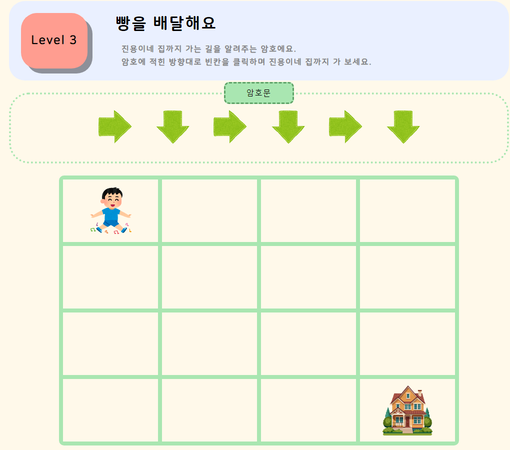 Level 3
빵을 배달해요
진용이네 집까지 가는 길을 알려주는 암호예요.
암호에 적힌 방향대로 빈칸을 클릭하며 진용이네 집까지 가 보세요.
암호문